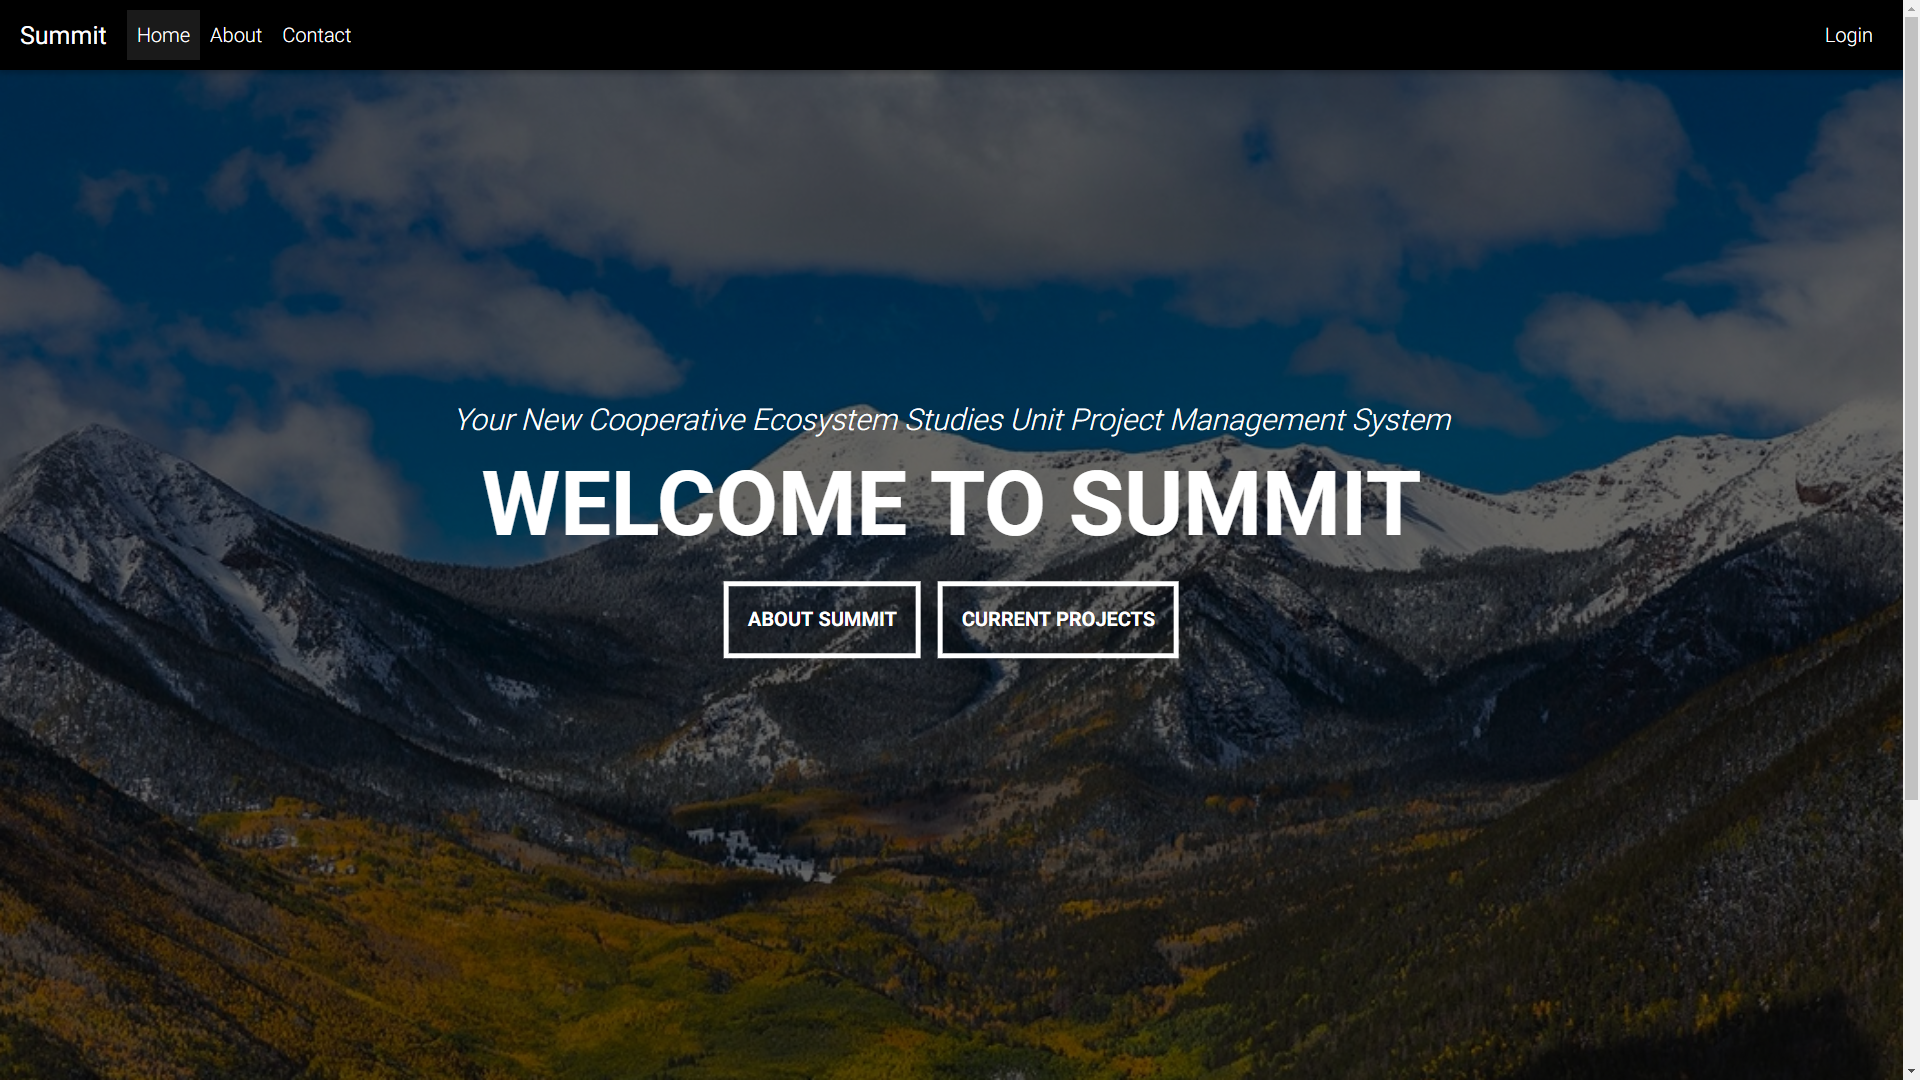 Summit Home About Contact Login
Your New Cooperative Ecosystem Studies Unit Project Management System
WELCOME TO SUMMIT
ABOUT SUMMIT CURRENT PROJECTS